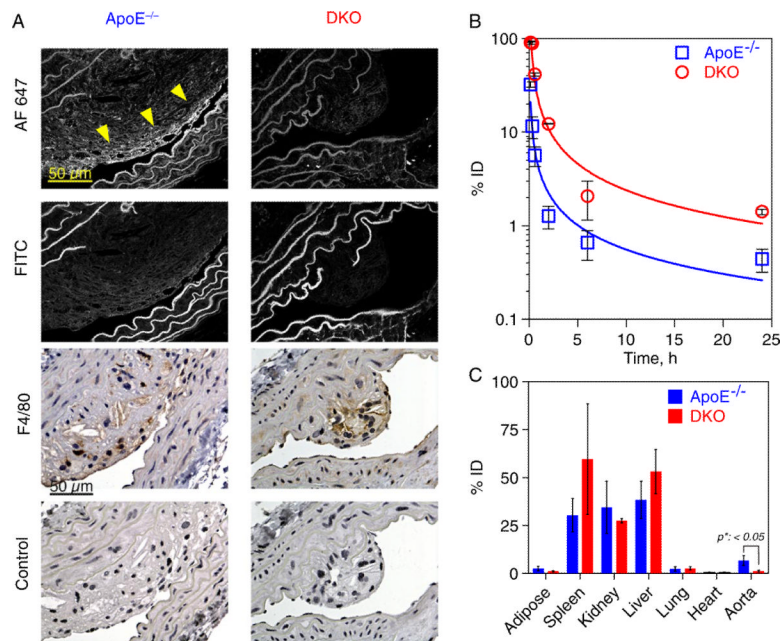 A
ApoE⁻/⁻
DKO
AF 647
50 µm
FITC
F4/80
50 µm
Control
B
% ID
100
10
1
0.1
ApoE⁻/⁻
DKO
0
5
10
15
20
25
Time, h
C
% ID
100
75
50
25
0
ApoE⁻/⁻
DKO
p*: < 0.05
Adipose
Spleen
Kidney
Liver
Lung
Heart
Aorta